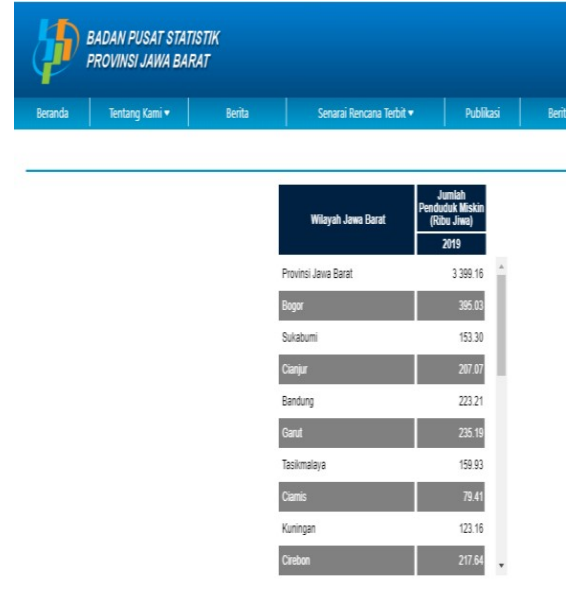 BADAN PUSAT STATISTIK
PROVINSI JAWA BARAT
Beranda Tentang Kami ▾ Berita Senarai Rencana Terbit ▾ Publikasi Berit
Wilayah Jawa Barat
Jumlah
Penduduk Miskin
(Ribu Jiwa)
2019
Provinsi Jawa Barat 3 399.16
Bogor 395.03
Sukabumi 153.30
Cianjur 207.07
Bandung 223.21
Garut 235.19
Tasikmalaya 159.93
Ciamis 79.41
Kuningan 123.16
Cirebon 217.64